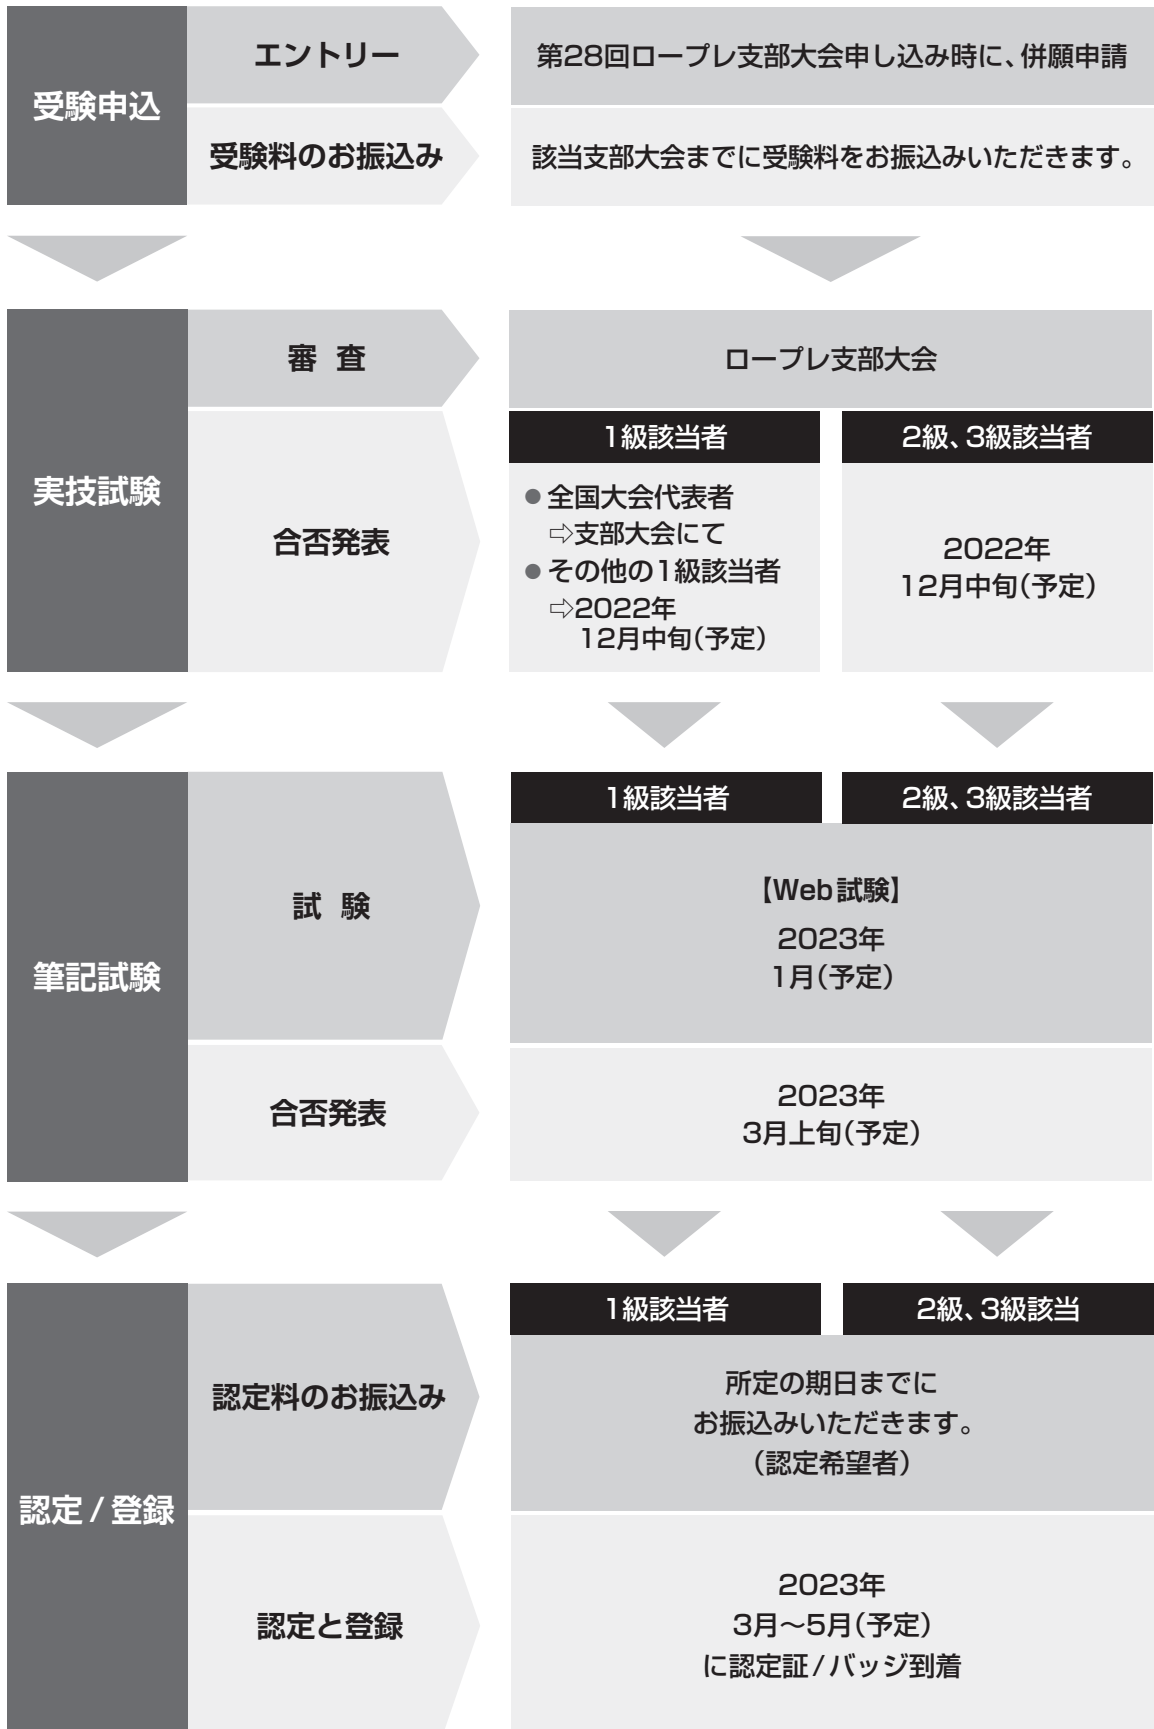 受験申込
エントリー
第28回ロープレ支部大会申し込み時に、併願申請
受験料のお振込み
該当支部大会までに受験料をお振込みいただきます。
実技試験
審 査
ロープレ支部大会
合否発表
1級該当者
●全国大会代表者
⇨支部大会にて
●その他の1級該当者
⇨2022年
12月中旬(予定)
2級、3級該当者
2022年
12月中旬(予定)
筆記試験
試 験
1級該当者
2級、3級該当者
【Web試験】
2023年
1月(予定)
合否発表
2023年
3月上旬(予定)
認定/登録
認定料のお振込み
1級該当者
2級、3級該当
所定の期日までに
お振込みいただきます。
(認定希望者)
認定と登録
2023年
3月〜5月(予定)
に認定証/バッジ到着